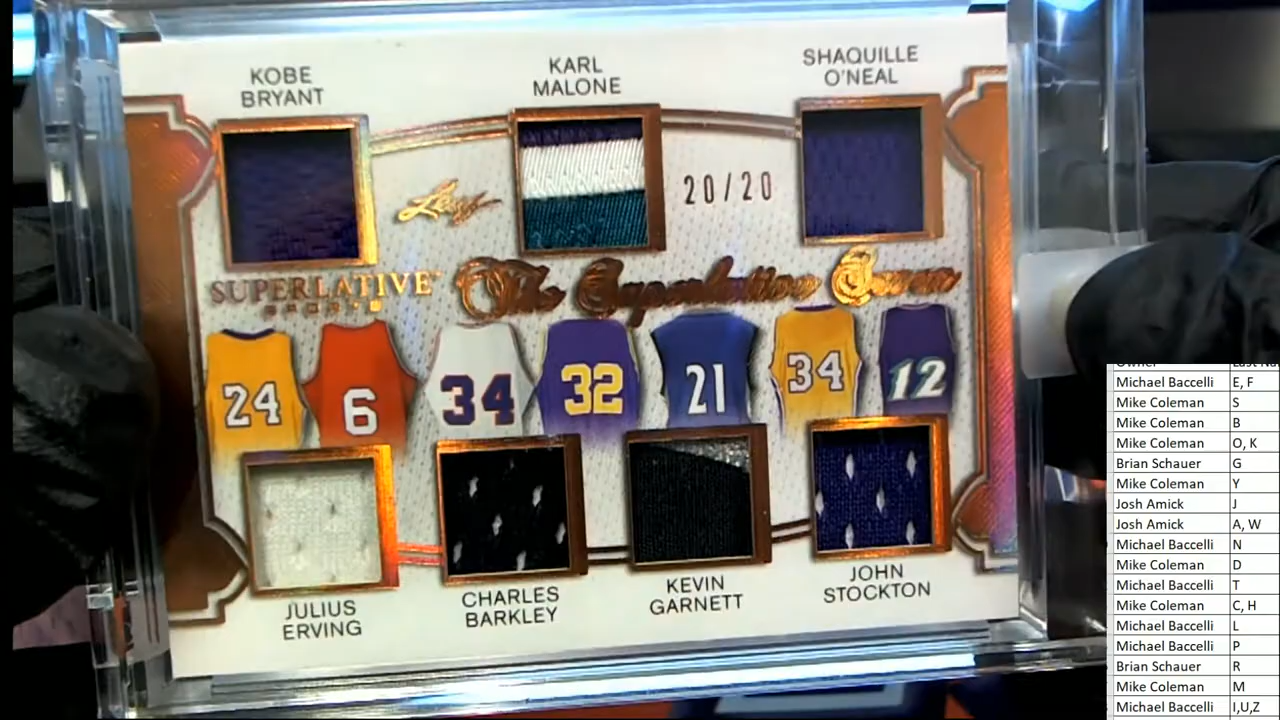 KOBE
BRYANT
KARL
MALONE
SHAQUILLE
O'NEAL
Leaf
20/20
SUPERLATIVE
SPORTS
The Superlative Seven
24
6
34
32
21
34
12
JULIUS
ERVING
CHARLES
BARKLEY
KEVIN
GARNETT
JOHN
STOCKTON
Michael Baccelli E, F
Mike Coleman S
Mike Coleman B
Mike Coleman O, K
Brian Schauer G
Mike Coleman Y
Josh Amick J
Josh Amick A, W
Michael Baccelli N
Mike Coleman D
Michael Baccelli T
Mike Coleman C, H
Michael Baccelli L
Michael Baccelli P
Brian Schauer R
Mike Coleman M
Michael Baccelli I,U,Z